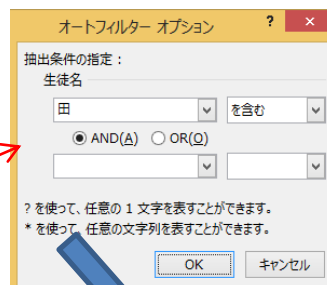 オートフィルター オプション ? ×
抽出条件の指定：
生徒名
田 を含む
AND(A) OR(O)
? を使って、任意の 1 文字を表すことができます。
* を使って、任意の文字列を表すことができます。
OK キャンセル